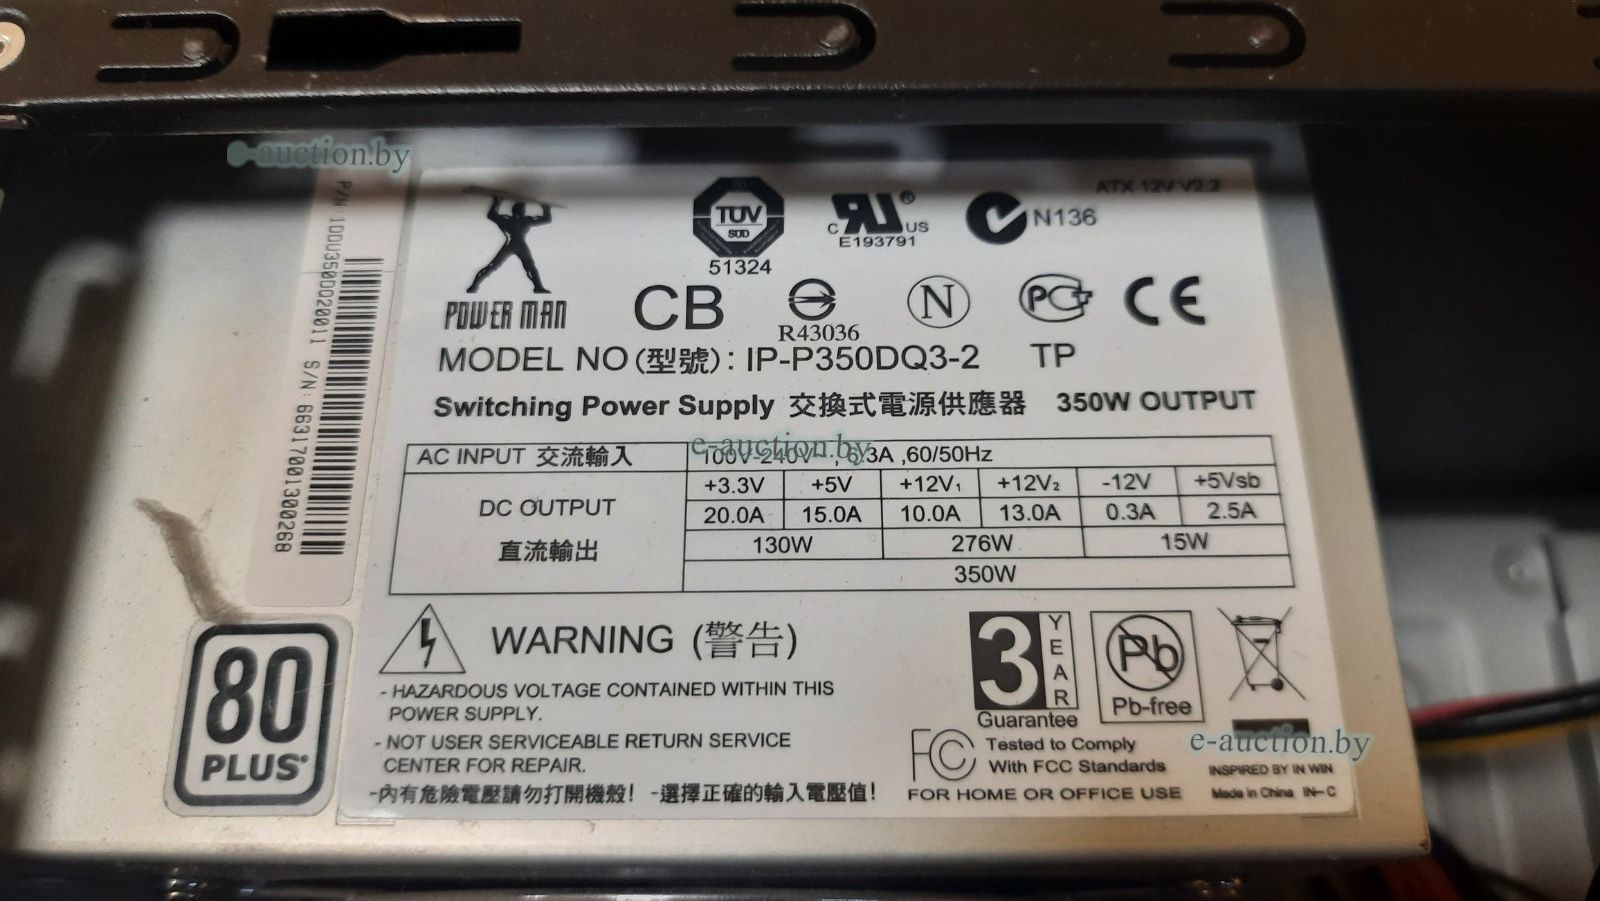 e-auction.by
P/N:1DDU350DD20011 S/N: 66317001300268
ATX 12V V2.2
TUV
SUD
51324
C RU ® US
E193791
N136
POWER MAN
CB
R43036
N
PC
CE
MODEL NO (型號): IP-P350DQ3-2 TP
Switching Power Supply 交換式電源供應器 350W OUTPUT
e-auction.by
AC INPUT 交流輸入 100V-240V~, 6.3A ,60/50Hz
DC OUTPUT
直流輸出
+3.3V +5V +12V₁ +12V₂ -12V +5Vsb
20.0A 15.0A 10.0A 13.0A 0.3A 2.5A
130W 276W 15W
350W
80
PLUS
WARNING (警告)
- HAZARDOUS VOLTAGE CONTAINED WITHIN THIS
POWER SUPPLY.
- NOT USER SERVICEABLE RETURN SERVICE
CENTER FOR REPAIR.
-內有危險電壓請勿打開機殼! -選擇正確的輸入電壓值!
3 YEAR
Guarantee
Pb
Pb-free
FC
Tested to Comply
With FCC Standards
FOR HOME OR OFFICE USE
e-auction.by
INSPIRED BY IN WIN
Made in China IN-C